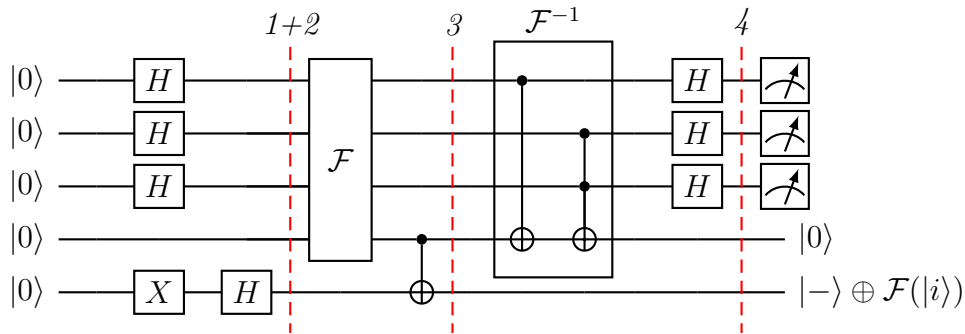 1+2 3 𝓕⁻¹ 4
|0⟩ H H
|0⟩ H H
𝓕
|0⟩ H H
|0⟩ |0⟩
|0⟩ X H |−⟩ ⊕ 𝓕(|i⟩)